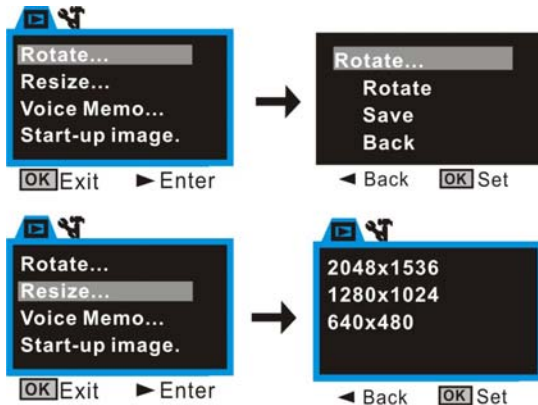 Rotate...
Resize...
Voice Memo...
Start-up image.
OK Exit ► Enter
Rotate...
Rotate
Save
Back
◄ Back OK Set
Rotate...
Resize...
Voice Memo...
Start-up image.
OK Exit ► Enter
2048x1536
1280x1024
640x480
◄ Back OK Set